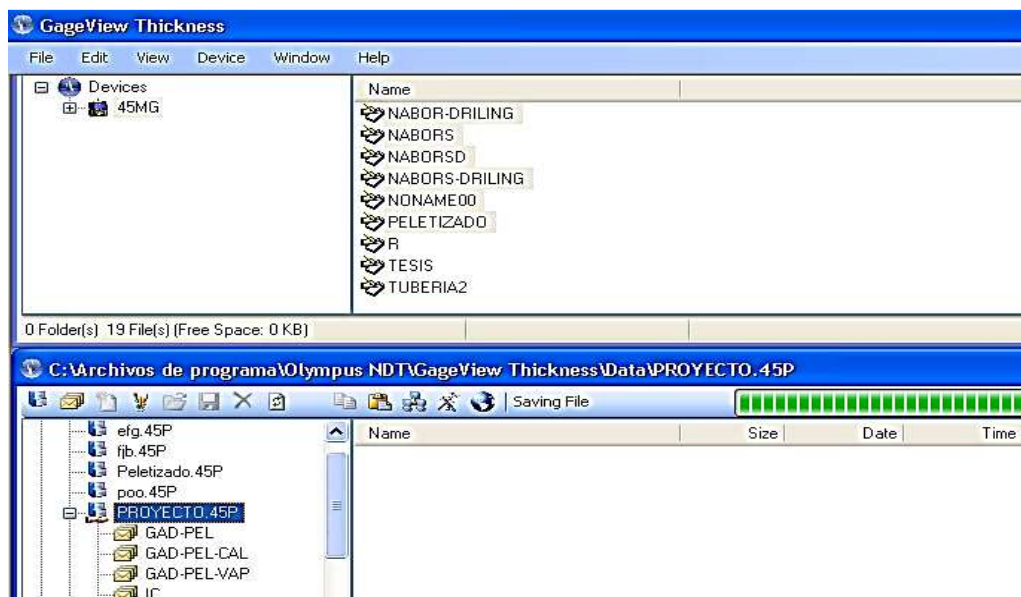 GageView Thickness
File Edit View Device Window Help
Devices
45MG
Name
NABOR-DRILING
NABORS
NABORSD
NABORS-DRILING
NONAME00
PELETIZADO
R
TESIS
TUBERIA2
0 Folder(s) 19 File(s) (Free Space: 0 KB)
C:\Archivos de programa\Olympus NDT\GageView Thickness\Data\PROYECTO.45P
Saving File
efg.45P
fjb.45P
Peletizado.45P
poo.45P
PROYECTO.45P
GAD-PEL
GAD-PEL-CAL
GAD-PEL-VAP
IC
Name Size Date Time